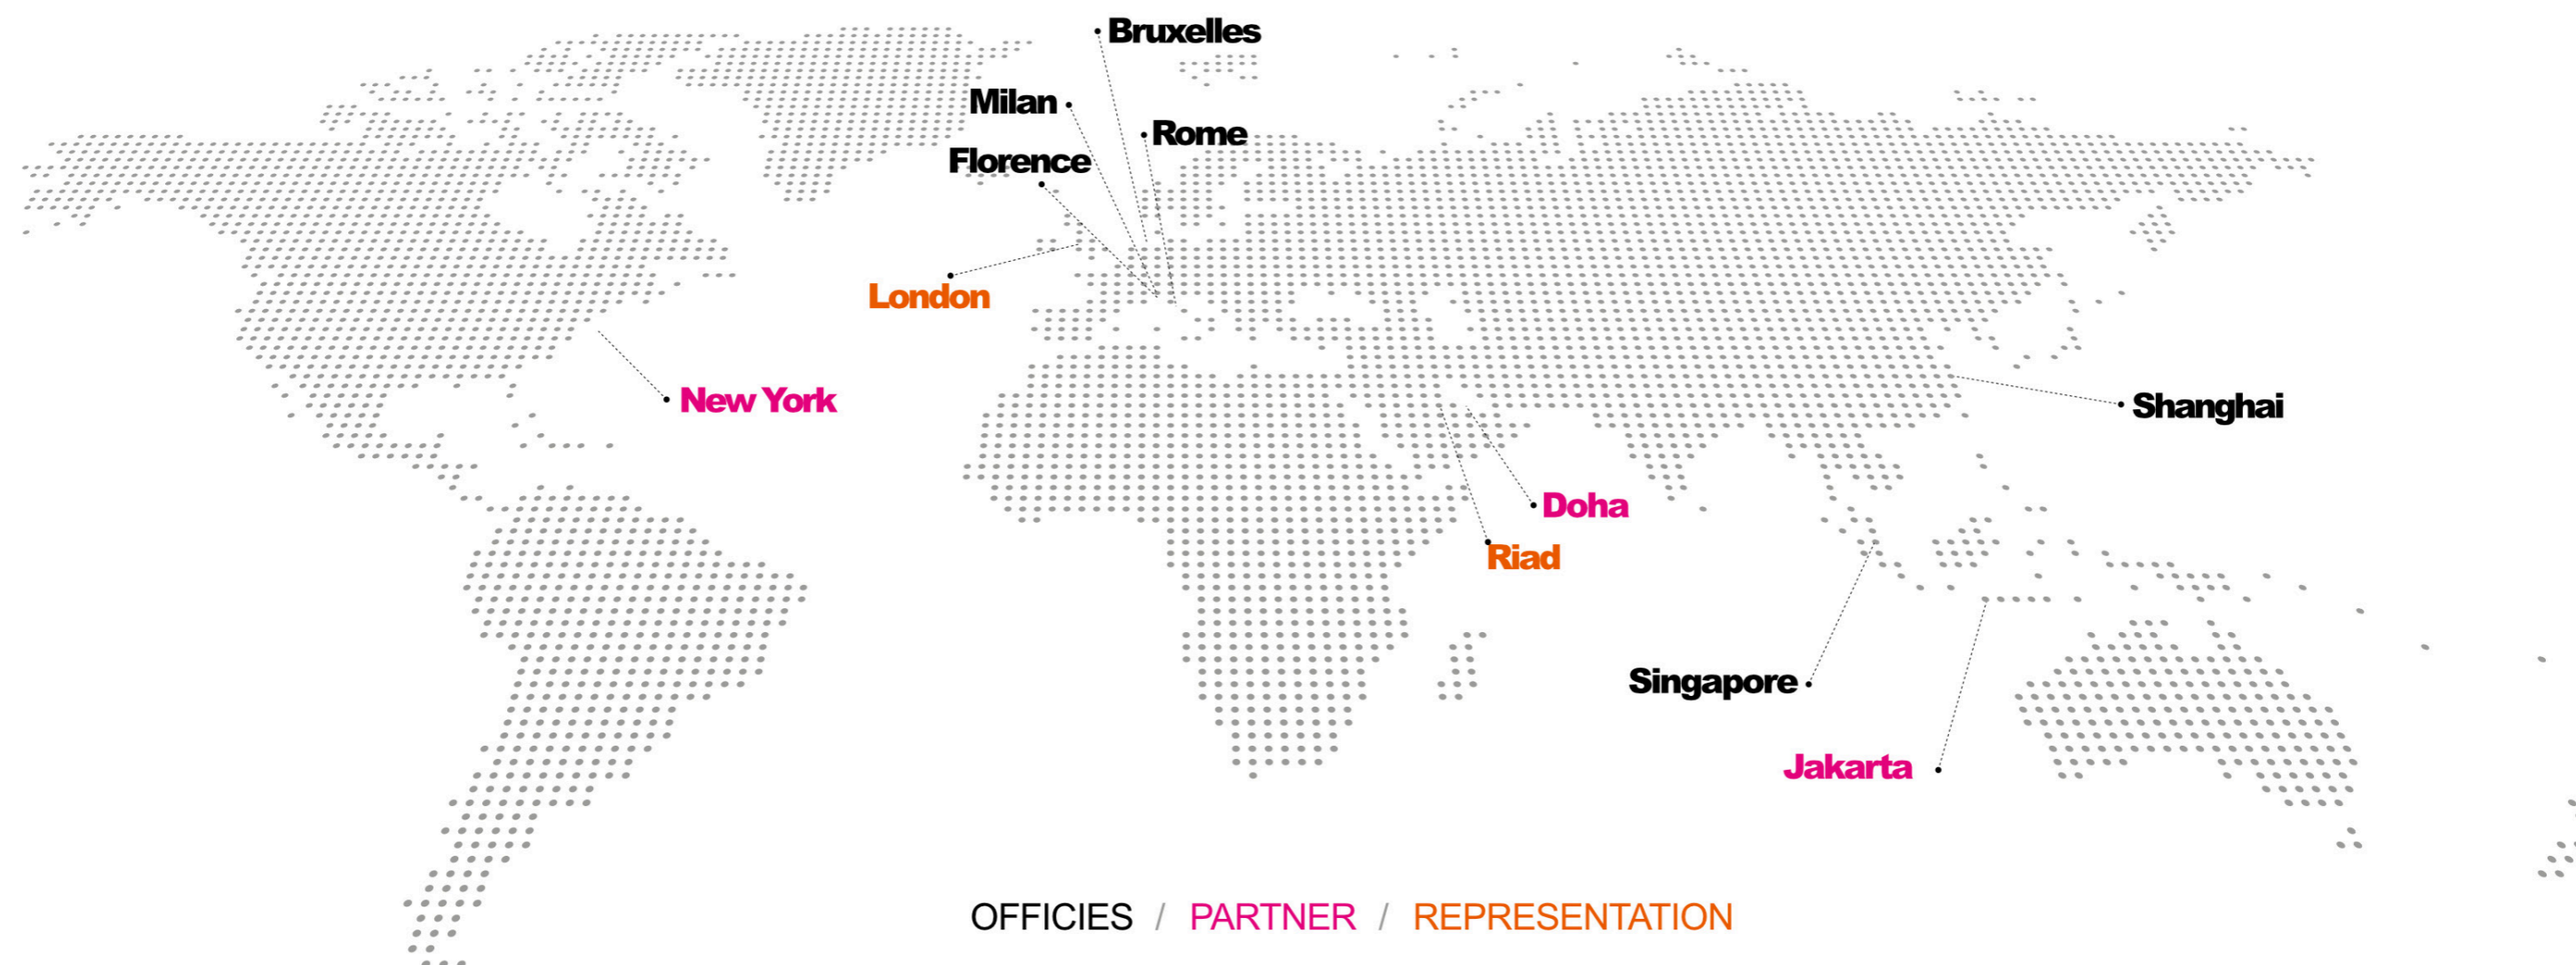 Bruxelles
Milan
Rome
Florence
London
New York
Shanghai
Doha
Riad
Singapore
Jakarta
OFFICIES / PARTNER / REPRESENTATION